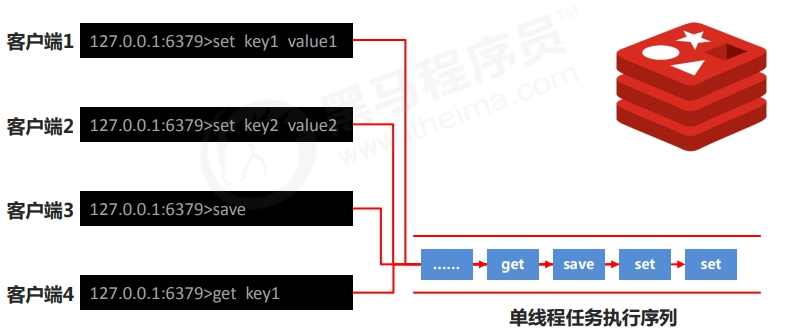 客户端1
127.0.0.1:6379>set key1 value1
客户端2
127.0.0.1:6379>set key2 value2
客户端3
127.0.0.1:6379>save
客户端4
127.0.0.1:6379>get key1
...... get save set set
单线程任务执行序列
黑马程序员™
www.itheima.com